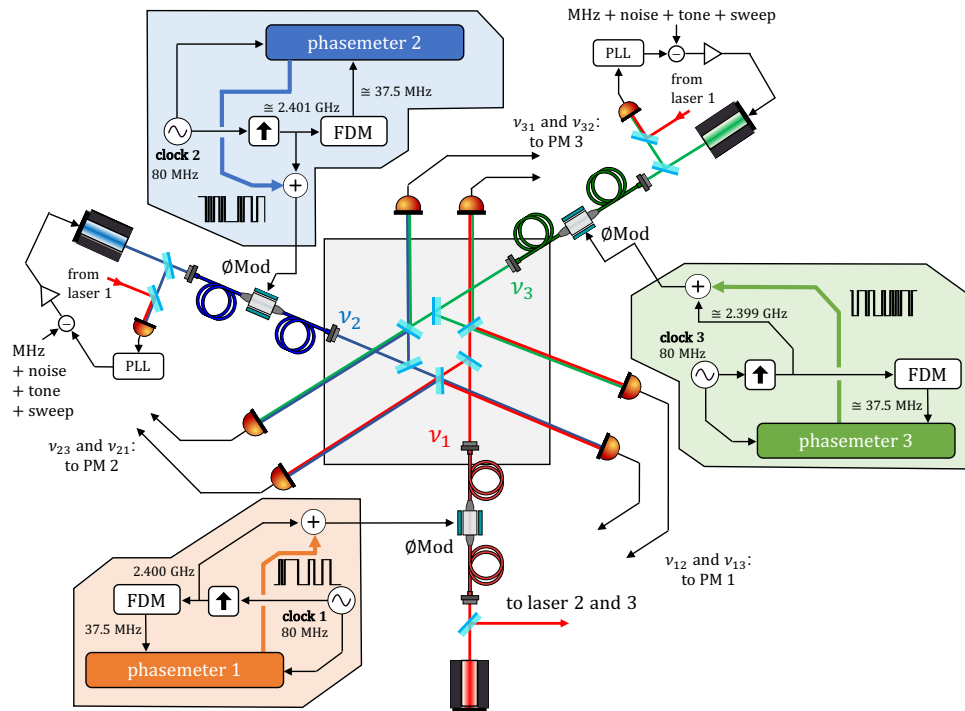 MHz + noise + tone + sweep
phasemeter 2
PLL
−
≅ 37.5 MHz
≅ 2.401 GHz
from
laser 1
FDM
clock 2
80 MHz
+
ν₃₁ and ν₃₂:
to PM 3
ØMod
ØMod
from
laser 1
ν₃
+
≅ 2.399 GHz
ν₂
−
clock 3
80 MHz
MHz
+ noise
+ tone
+ sweep
PLL
FDM
≅ 37.5 MHz
ν₁
phasemeter 3
ν₂₃ and ν₂₁:
to PM 2
+
ØMod
ν₁₂ and ν₁₃:
to PM 1
2.400 GHz
FDM
clock 1
80 MHz
to laser 2 and 3
37.5 MHz
phasemeter 1